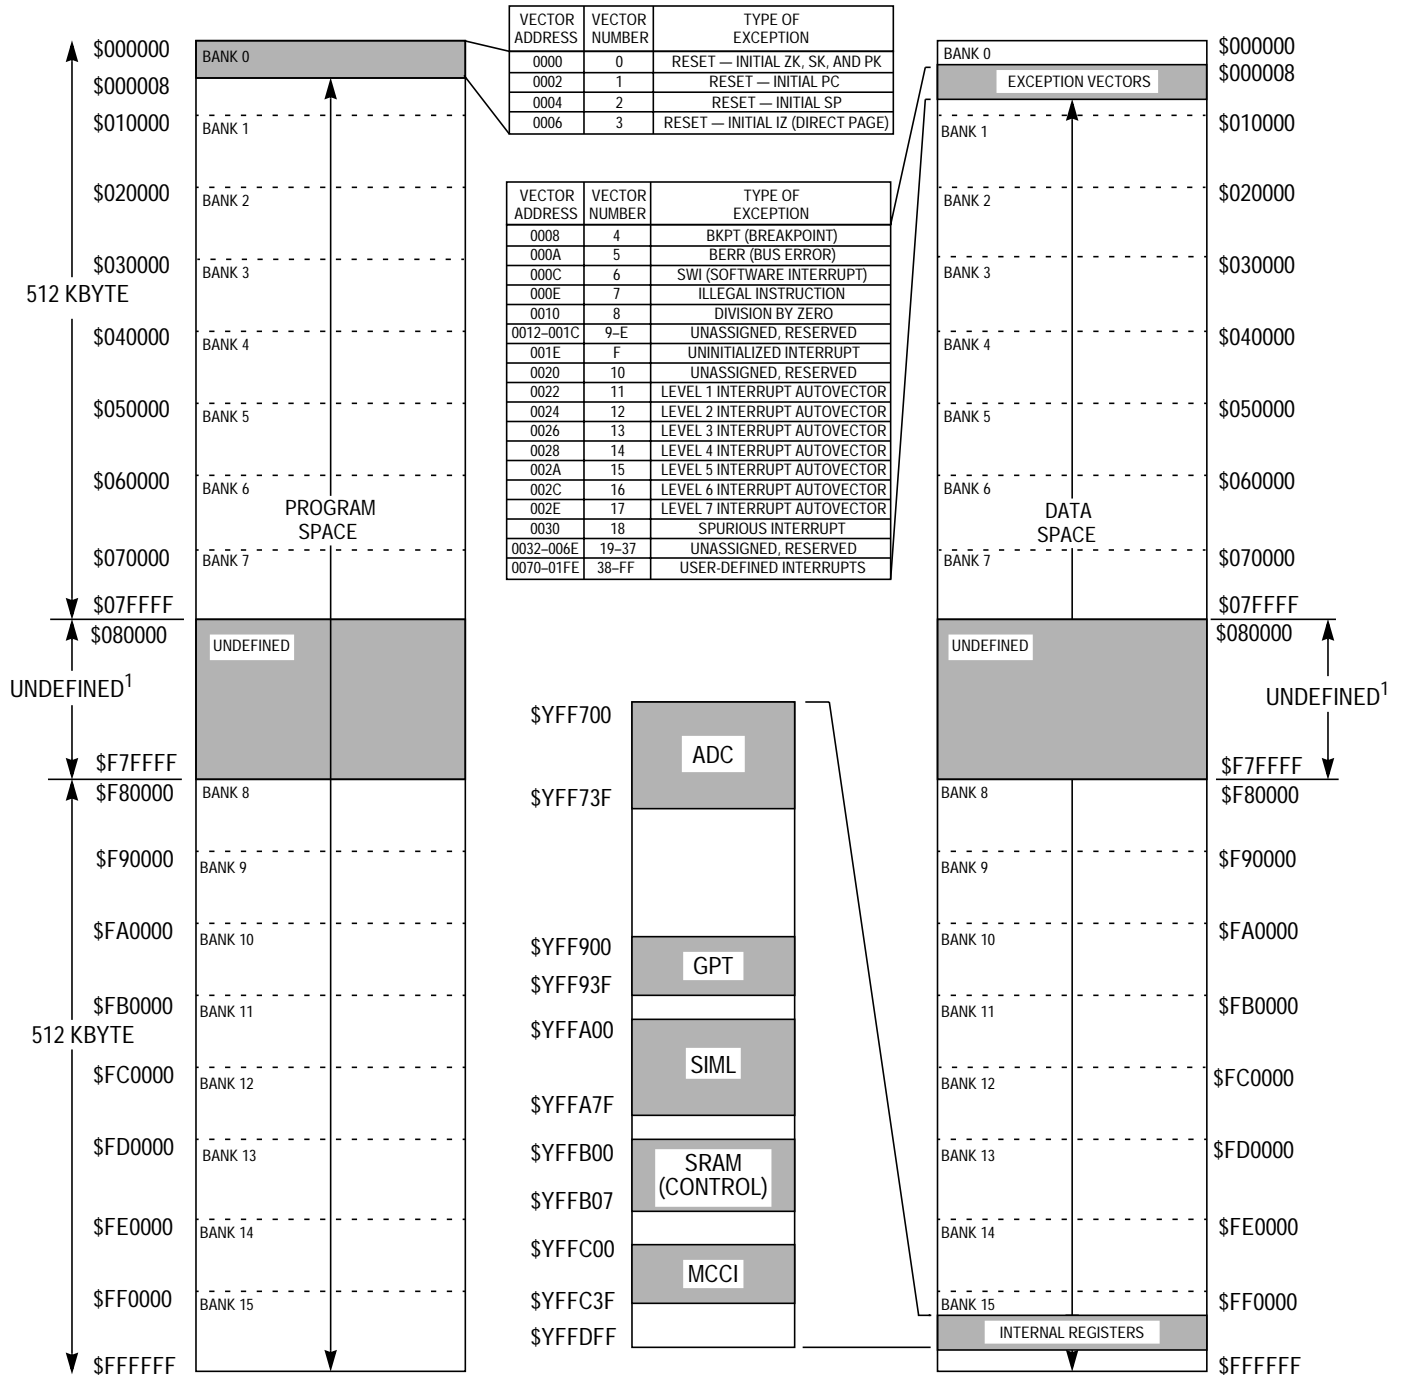 $000000
$000008
$010000
$020000
$030000
512 KBYTE
$040000
$050000
$060000
$070000
$07FFFF
$080000
UNDEFINED1
$F7FFFF
$F80000
$F90000
$FA0000
$FB0000
512 KBYTE
$FC0000
$FD0000
$FE0000
$FF0000
$FFFFFF
BANK 0
BANK 1
BANK 2
BANK 3
BANK 4
BANK 5
BANK 6
PROGRAM
SPACE
BANK 7
UNDEFINED
BANK 8
BANK 9
BANK 10
BANK 11
BANK 12
BANK 13
BANK 14
BANK 15
VECTOR ADDRESS VECTOR NUMBER TYPE OF EXCEPTION
0000 0 RESET — INITIAL ZK, SK, AND PK
0002 1 RESET — INITIAL PC
0004 2 RESET — INITIAL SP
0006 3 RESET — INITIAL IZ (DIRECT PAGE)
VECTOR ADDRESS VECTOR NUMBER TYPE OF EXCEPTION
0008 4 BKPT (BREAKPOINT)
000A 5 BERR (BUS ERROR)
000C 6 SWI (SOFTWARE INTERRUPT)
000E 7 ILLEGAL INSTRUCTION
0010 8 DIVISION BY ZERO
0012–001C 9–E UNASSIGNED, RESERVED
001E F UNINITIALIZED INTERRUPT
0020 10 UNASSIGNED, RESERVED
0022 11 LEVEL 1 INTERRUPT AUTOVECTOR
0024 12 LEVEL 2 INTERRUPT AUTOVECTOR
0026 13 LEVEL 3 INTERRUPT AUTOVECTOR
0028 14 LEVEL 4 INTERRUPT AUTOVECTOR
002A 15 LEVEL 5 INTERRUPT AUTOVECTOR
002C 16 LEVEL 6 INTERRUPT AUTOVECTOR
002E 17 LEVEL 7 INTERRUPT AUTOVECTOR
0030 18 SPURIOUS INTERRUPT
0032–006E 19–37 UNASSIGNED, RESERVED
0070–01FE 38–FF USER-DEFINED INTERRUPTS
$YFF700
ADC
$YFF73F
$YFF900
GPT
$YFF93F
$YFFA00
SIML
$YFFA7F
$YFFB00
SRAM
(CONTROL)
$YFFB07
$YFFC00
MCCI
$YFFC3F
$YFFDFF
BANK 0
EXCEPTION VECTORS
BANK 1
BANK 2
BANK 3
BANK 4
BANK 5
BANK 6
DATA
SPACE
BANK 7
UNDEFINED
BANK 8
BANK 9
BANK 10
BANK 11
BANK 12
BANK 13
BANK 14
BANK 15
INTERNAL REGISTERS
$000000
$000008
$010000
$020000
$030000
$040000
$050000
$060000
$070000
$07FFFF
$080000
UNDEFINED1
$F7FFFF
$F80000
$F90000
$FA0000
$FB0000
$FC0000
$FD0000
$FE0000
$FF0000
$FFFFFF